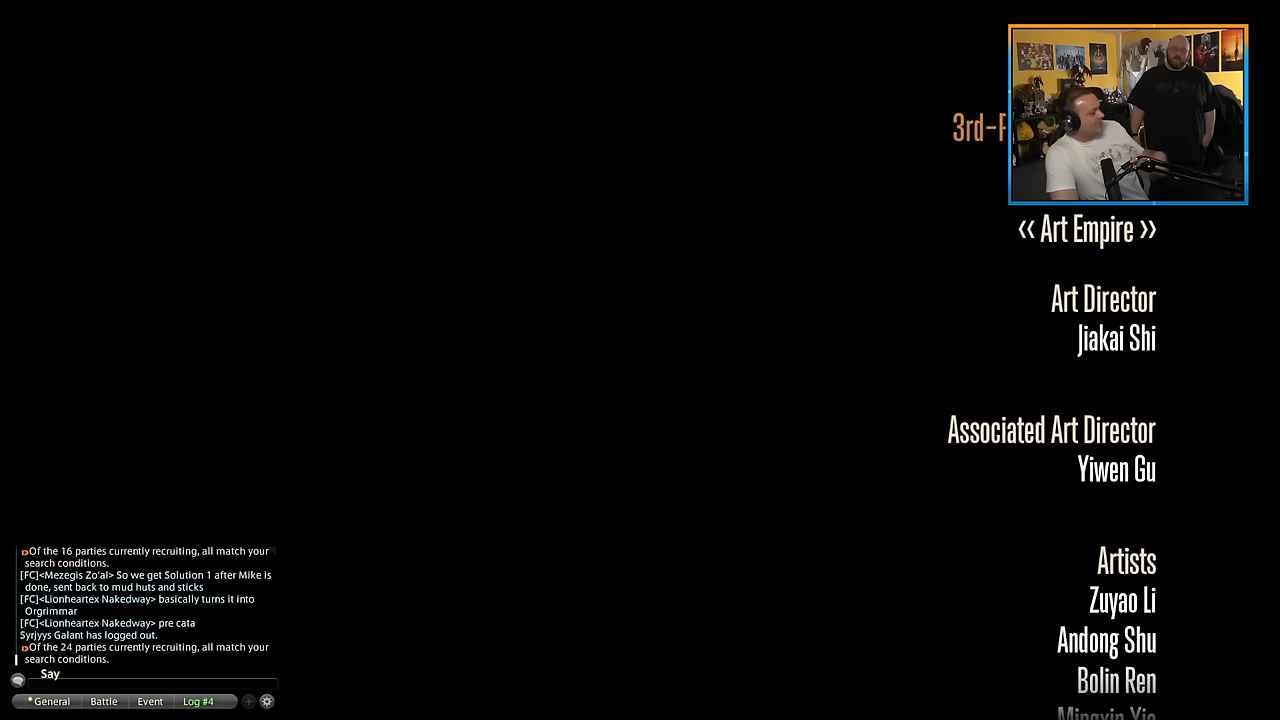 3rd-P
‹‹ Art Empire ››
Art Director
Jiakai Shi
Associated Art Director
Yiwen Gu
Artists
Zuyao Li
Andong Shu
Bolin Ren
Of the 16 parties currently recruiting, all match your
search conditions.
[FC]<Mezegis Zo'al> So we get Solution 1 after Mike is
done, sent back to mud huts and sticks
[FC]<Lionheartex Nakedway> basically turns it into
Orgrimmar
[FC]<Lionheartex Nakedway> pre cata
Syrjyys Galant has logged out.
Of the 24 parties currently recruiting, all match your
search conditions.
Say
General Battle Event Log #4